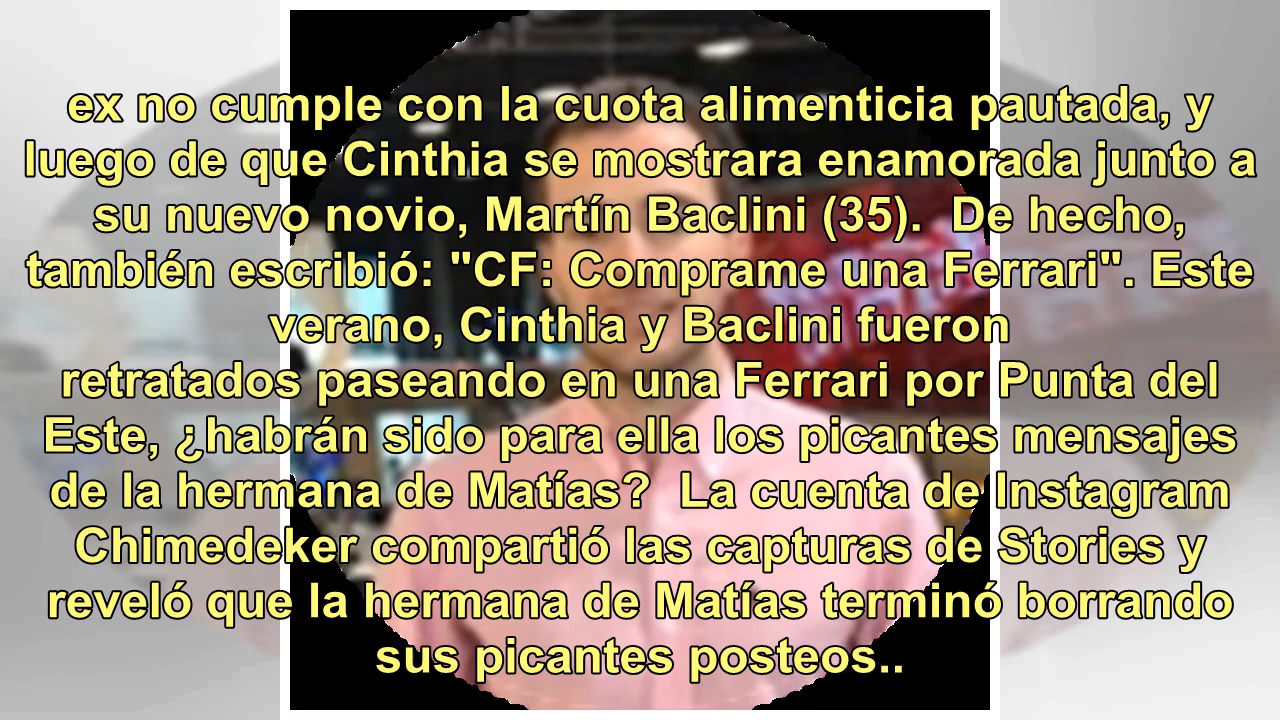 ex no cumple con la cuota alimenticia pautada, y
luego de que Cinthia se mostrara enamorada junto a
su nuevo novio, Martín Baclini (35).  De hecho,
también escribió: "CF: Comprame una Ferrari". Este
verano, Cinthia y Baclini fueron
retratados paseando en una Ferrari por Punta del
Este, ¿habrán sido para ella los picantes mensajes
de la hermana de Matías?  La cuenta de Instagram
Chimedeker compartió las capturas de Stories y
reveló que la hermana de Matías terminó borrando
sus picantes posteos..